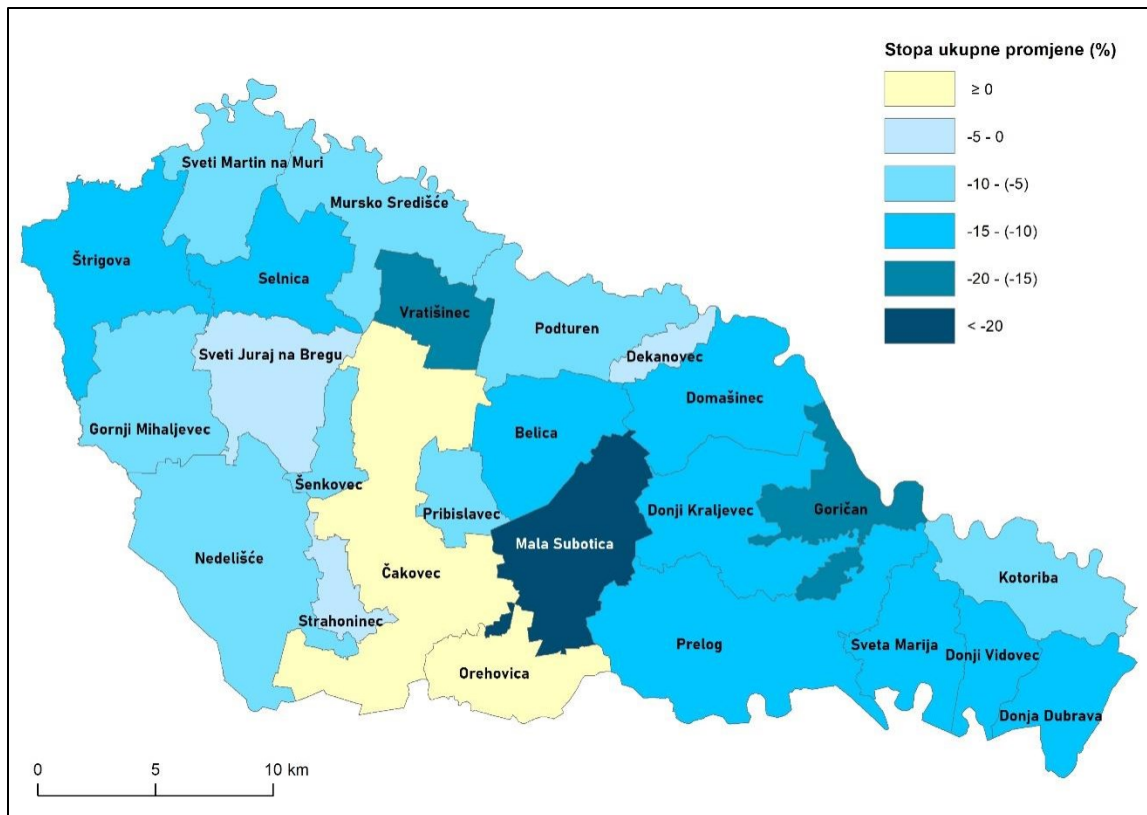 Stopa ukupne promjene (%)
≥ 0
-5 - 0
-10 - (-5)
-15 - (-10)
-20 - (-15)
< -20
Sveti Martin na Muri
Mursko Središće
Štrigova
Selnica
Vratišinec
Podturen
Sveti Juraj na Bregu
Dekanovec
Domašinec
Gornji Mihaljevec
Belica
Šenkovec
Pribislavec
Donji Kraljevec
Goričan
Mala Subotica
Nedelišće
Čakovec
Kotoriba
Strahoninec
Prelog
Sveta Marija
Donji Vidovec
Orehovica
Donja Dubrava
0 5 10 km